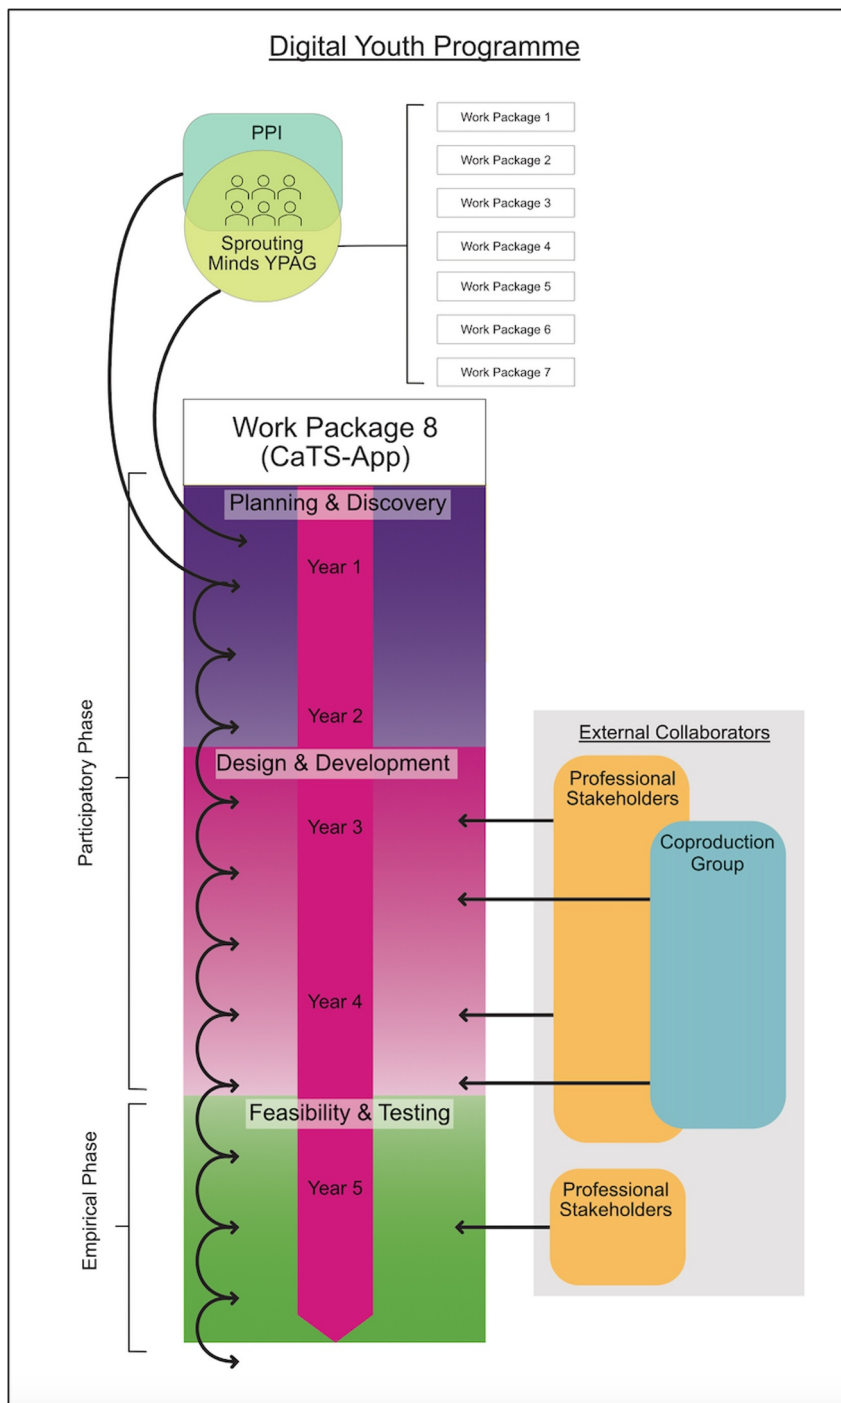 Digital Youth Programme
PPI
Sprouting
Minds YPAG
Work Package 1
Work Package 2
Work Package 3
Work Package 4
Work Package 5
Work Package 6
Work Package 7
Work Package 8
(CaTS-App)
Participatory Phase
Planning & Discovery
Year 1
Year 2
Design & Development
Year 3
Year 4
Empirical Phase
Feasibility & Testing
Year 5
External Collaborators
Professional
Stakeholders
Coproduction
Group
Professional
Stakeholders